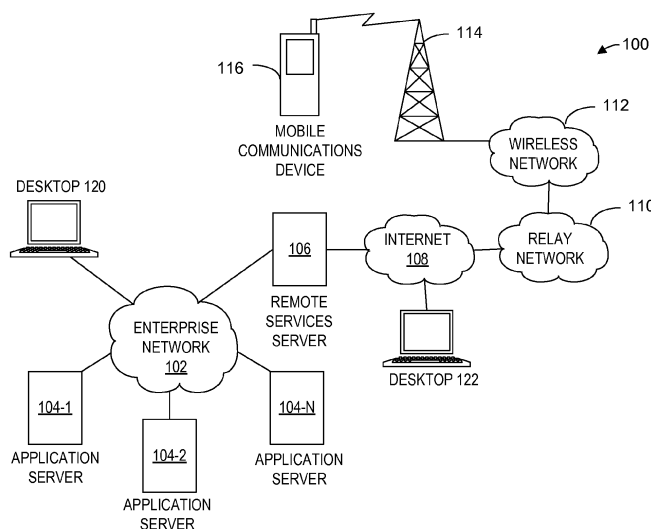 114
100
116
112
MOBILE
COMMUNICATIONS
DEVICE
WIRELESS
NETWORK
DESKTOP 120
110
106
INTERNET
108
RELAY
NETWORK
REMOTE
SERVICES
SERVER
ENTERPRISE
NETWORK
102
DESKTOP 122
104-1
104-2
104-N
APPLICATION
SERVER
APPLICATION
SERVER
APPLICATION
SERVER